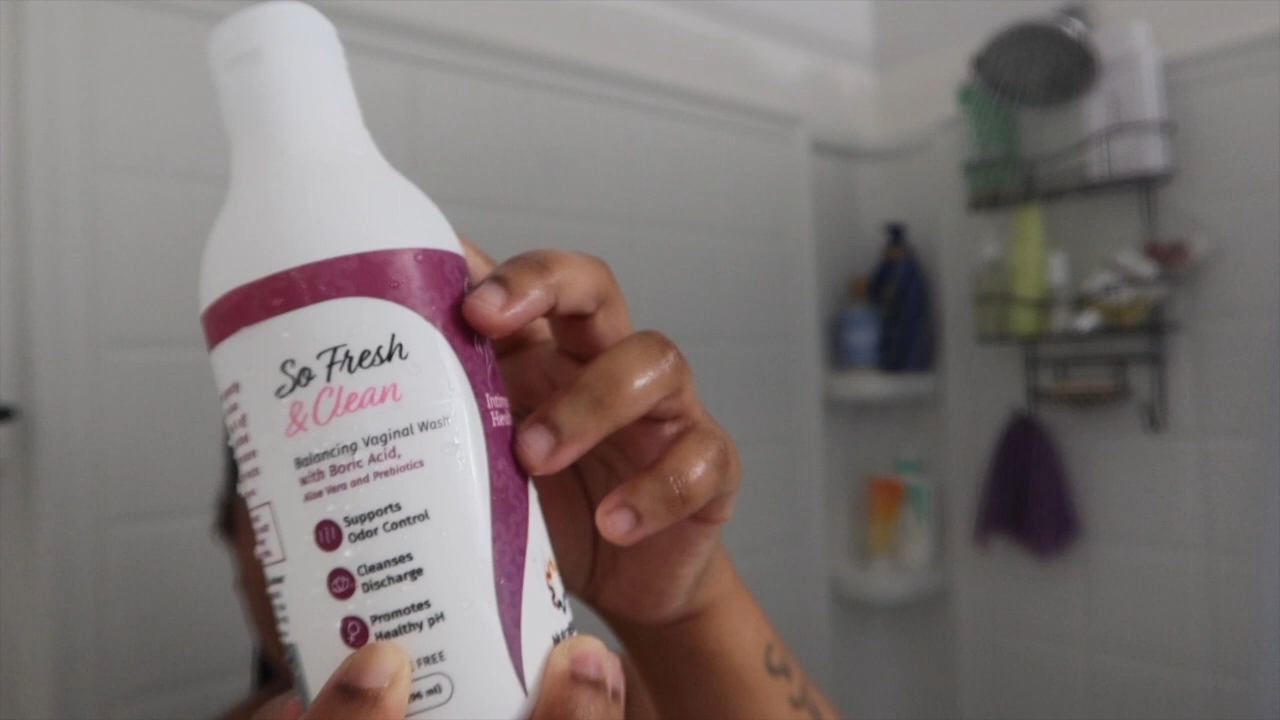 So Fresh
& Clean
Balancing Vaginal Wash
with Boric Acid,
Aloe Vera and Prebiotics
Supports
Odor Control
Cleanses
Discharge
Promotes
Healthy pH
FREE